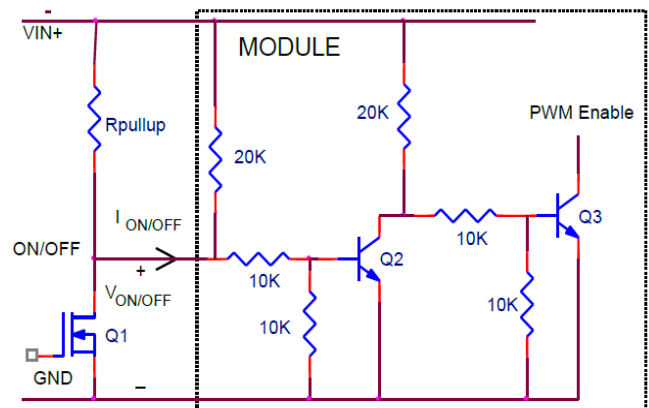 VIN+
MODULE
Rpullup
20K
20K
PWM Enable
I ON/OFF
ON/OFF
+
10K
Q2
10K
Q3
V ON/OFF
10K
10K
Q1
GND
–